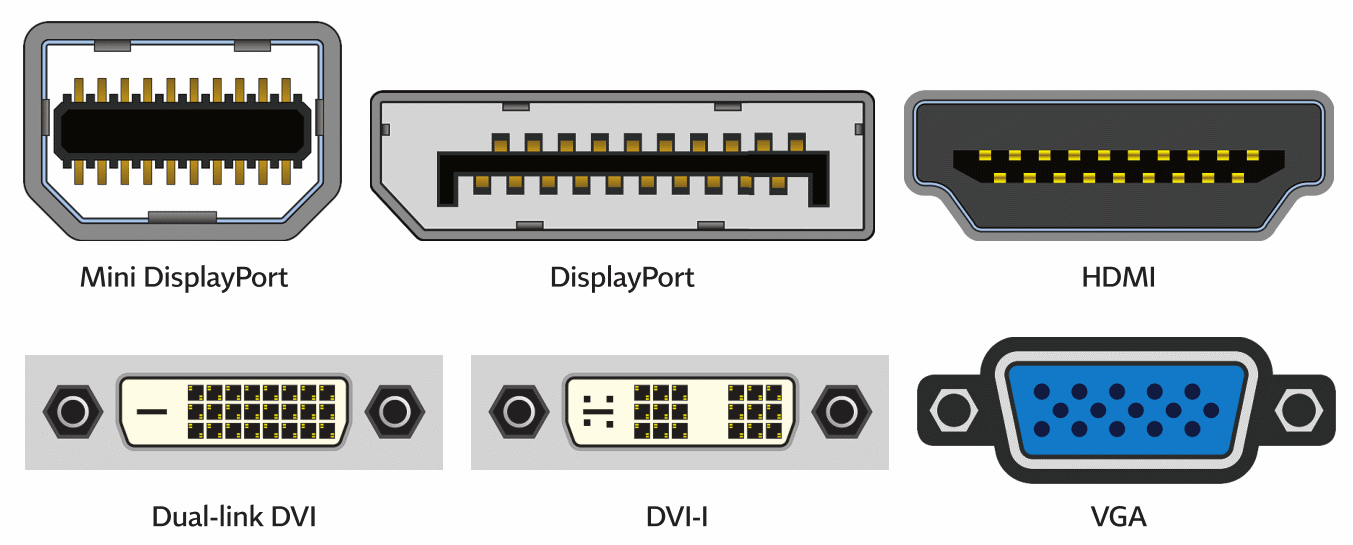 Mini DisplayPort
DisplayPort
HDMI
Dual-link DVI
DVI-I
VGA